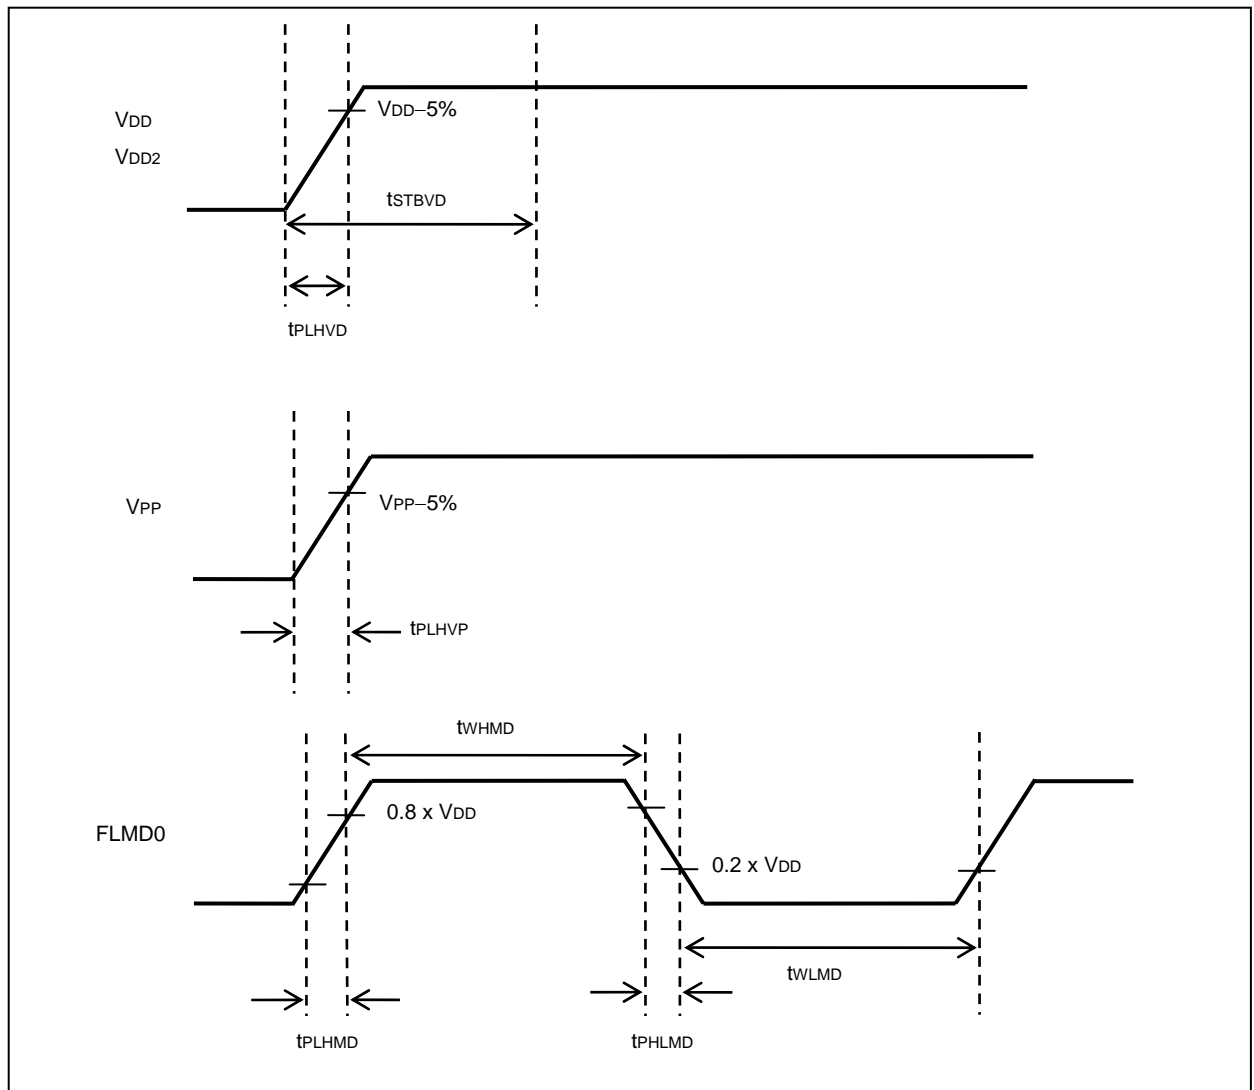 VDD
VDD2
VDD–5%
tSTBVD
tPLHVD
VPP
VPP–5%
tPLHVP
tWHMD
FLMD0
0.8 x VDD
0.2 x VDD
tWLMD
tPLHMD
tPHLMD